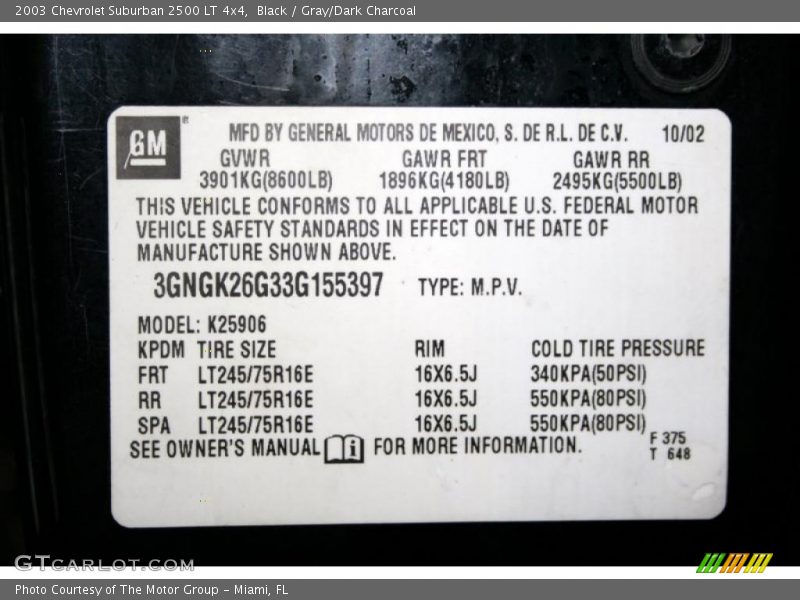 2003 Chevrolet Suburban 2500 LT 4x4,  Black / Gray/Dark Charcoal
GM ®
MFD BY GENERAL MOTORS DE MEXICO, S. DE R.L. DE C.V. 10/02
GVWR GAWR FRT GAWR RR
3901KG(8600LB) 1896KG(4180LB) 2495KG(5500LB)
THIS VEHICLE CONFORMS TO ALL APPLICABLE U.S. FEDERAL MOTOR
VEHICLE SAFETY STANDARDS IN EFFECT ON THE DATE OF
MANUFACTURE SHOWN ABOVE.
3GNGK26G33G155397 TYPE: M.P.V.
MODEL: K25906
KPDM TIRE SIZE RIM COLD TIRE PRESSURE
FRT LT245/75R16E 16X6.5J 340KPA(50PSI)
RR LT245/75R16E 16X6.5J 550KPA(80PSI)
SPA LT245/75R16E 16X6.5J 550KPA(80PSI)
SEE OWNER'S MANUAL i FOR MORE INFORMATION.
F 375
T 648
GTCARLOT.COM
Photo Courtesy of The Motor Group - Miami, FL